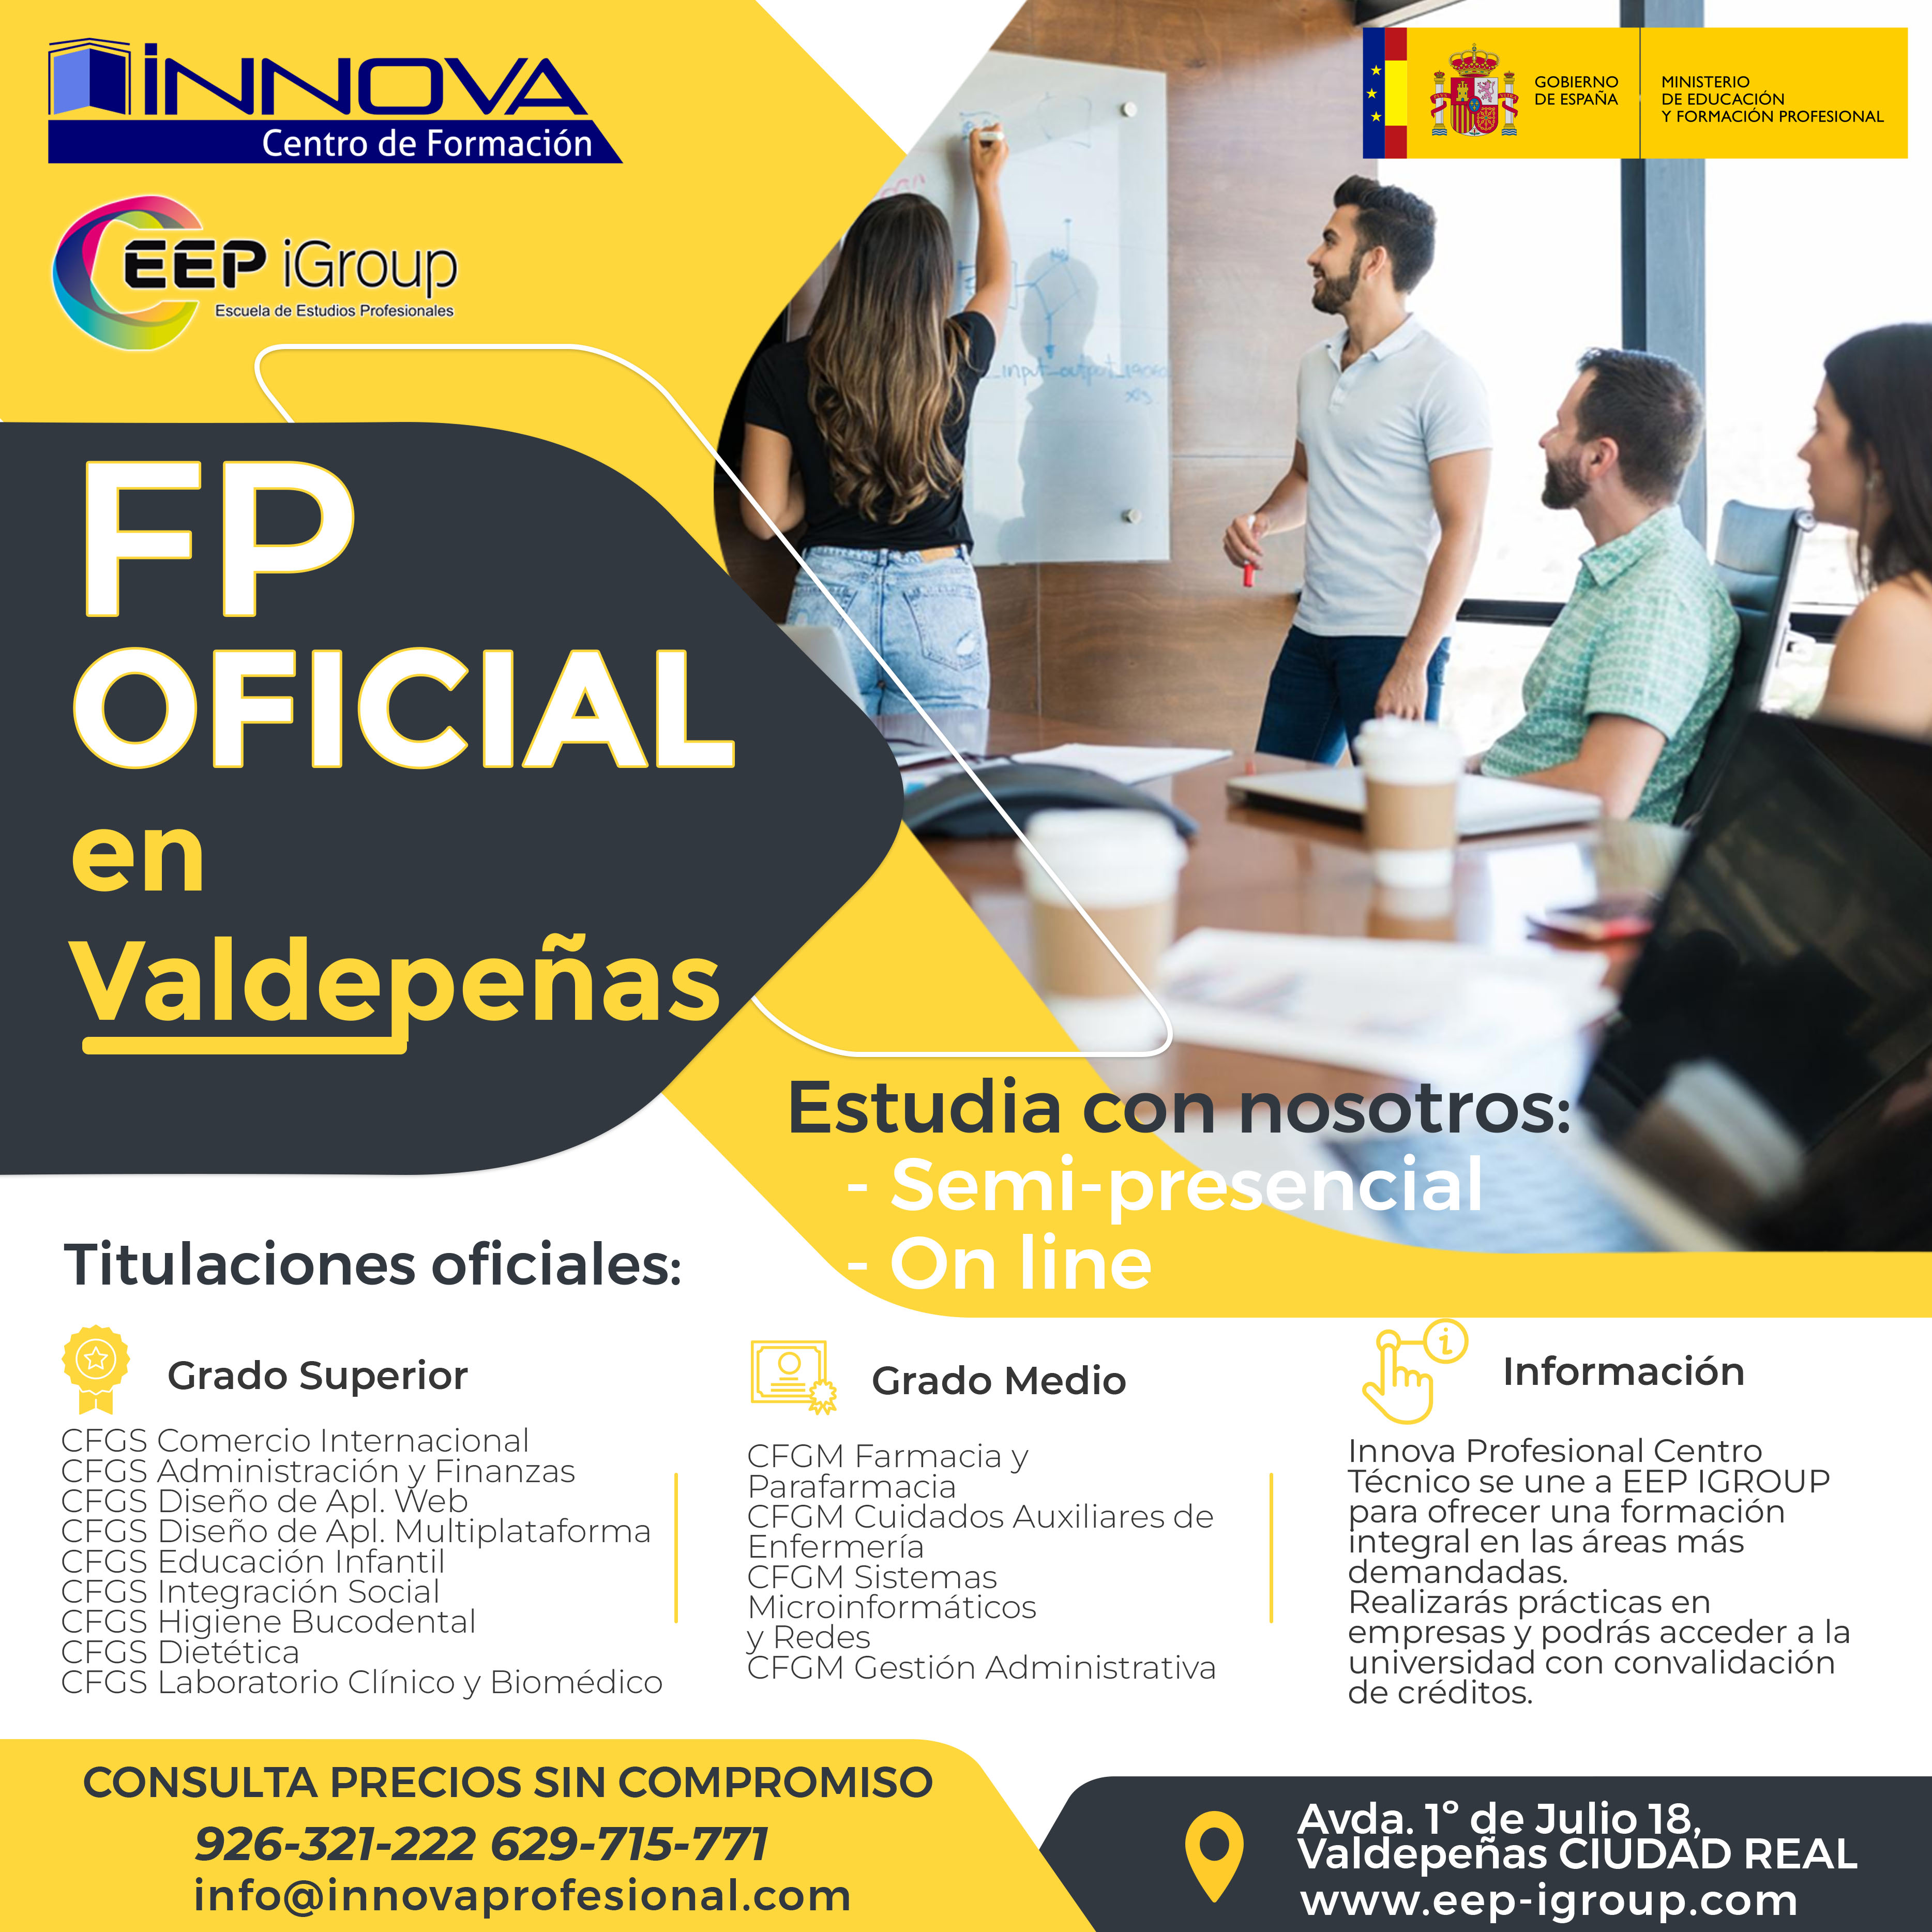 iNNOVA
Centro de Formación
EEP iGroup
Escuela de Estudios Profesionales
GOBIERNO
DE ESPAÑA
MINISTERIO
DE EDUCACIÓN
Y FORMACIÓN PROFESIONAL
FP
OFICIAL
en
Valdepeñas
Estudia con nosotros:
- Semi-presencial
- On line
Titulaciones oficiales:
Grado Superior
CFGS Comercio Internacional
CFGS Administración y Finanzas
CFGS Diseño de Apl. Web
CFGS Diseño de Apl. Multiplataforma
CFGS Educación Infantil
CFGS Integración Social
CFGS Higiene Bucodental
CFGS Dietética
CFGS Laboratorio Clínico y Biomédico
Grado Medio
CFGM Farmacia y
Parafarmacia
CFGM Cuidados Auxiliares de
Enfermería
CFGM Sistemas
Microinformáticos
y Redes
CFGM Gestión Administrativa
Información
Innova Profesional Centro
Técnico se une a EEP IGROUP
para ofrecer una formación
integral en las áreas más
demandadas.
Realizarás prácticas en
empresas y podrás acceder a la
universidad con convalidación
de créditos.
CONSULTA PRECIOS SIN COMPROMISO
926-321-222 629-715-771
info@innovaprofesional.com
Avda. 1º de Julio 18,
Valdepeñas CIUDAD REAL
www.eep-igroup.com